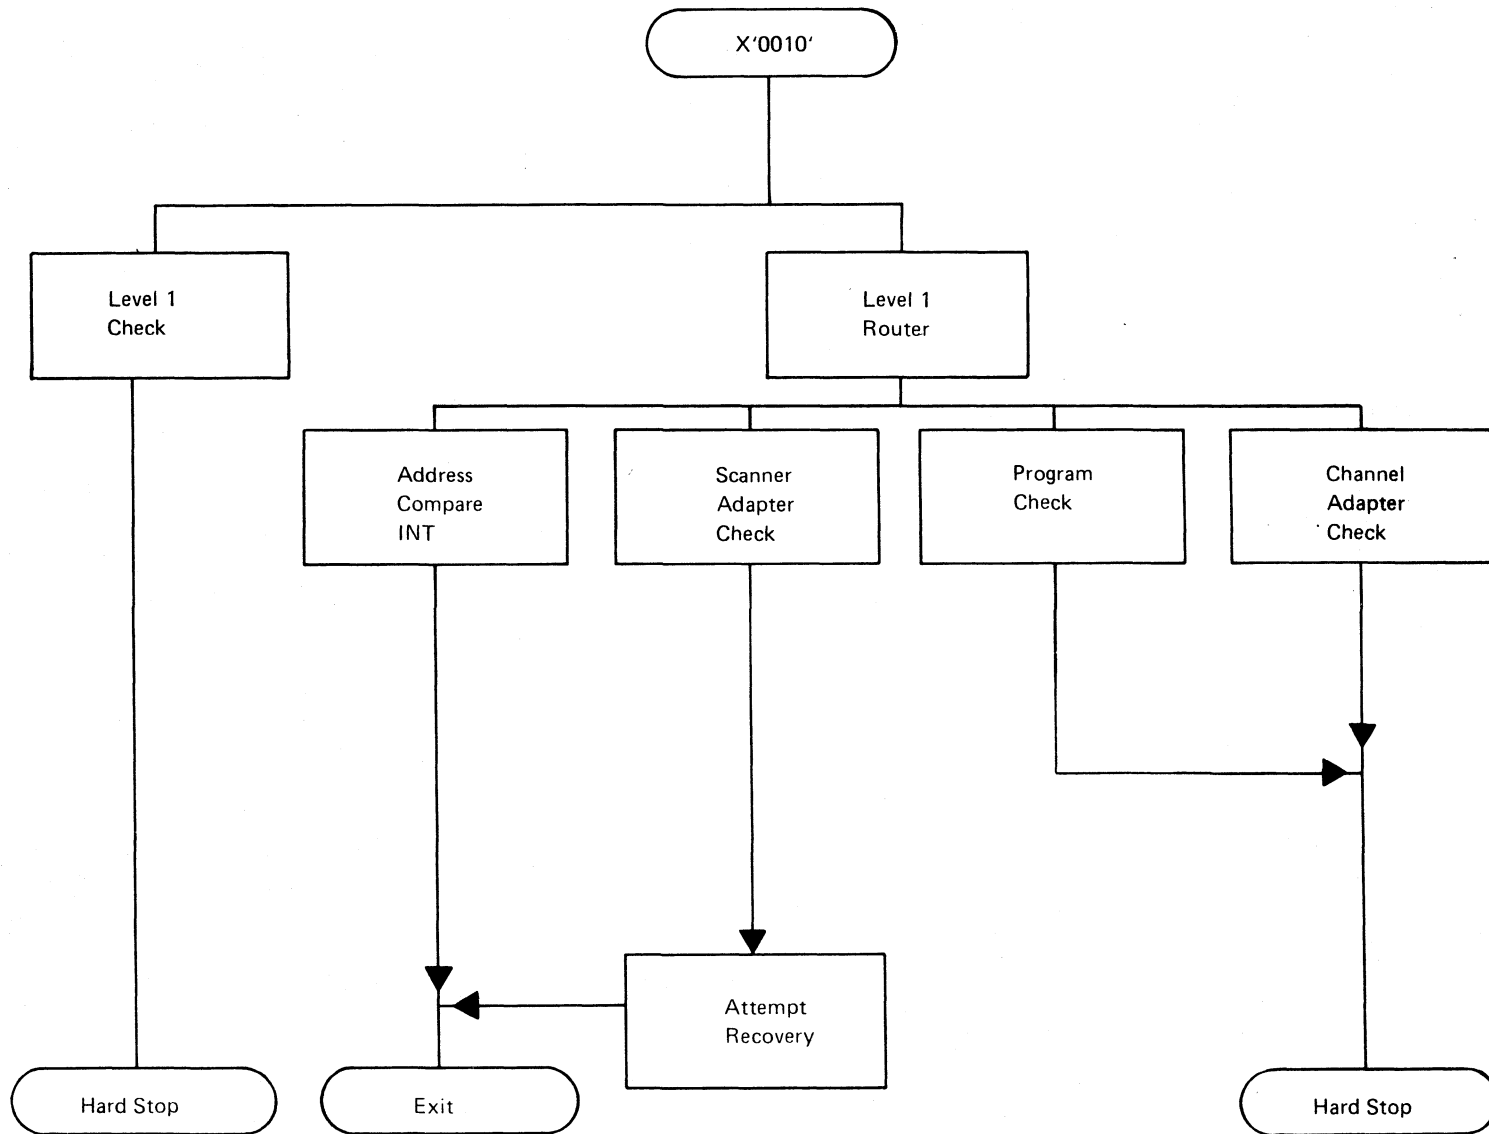 X'0010'
Level 1
Check
Level 1
Router
Address
Compare
INT
Scanner
Adapter
Check
Program
Check
Channel
Adapter
Check
Attempt
Recovery
Hard Stop
Exit
Hard Stop